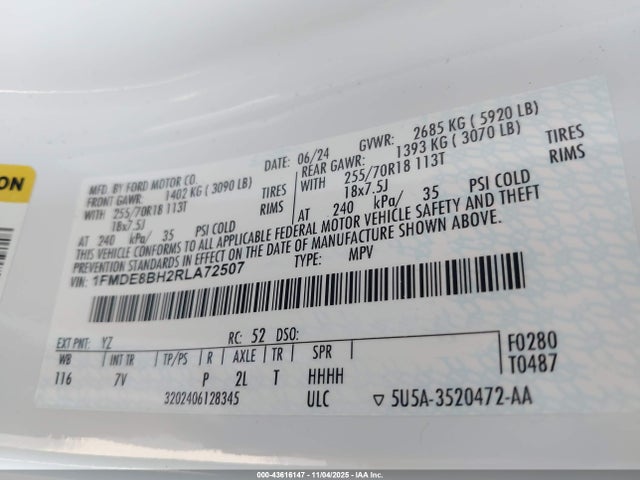 ON
MFD. BY FORD MOTOR CO.
DATE: 06/24 GVWR: 2685 KG ( 5920 LB)
FRONT GAWR: 1402 KG ( 3090 LB) REAR GAWR: 1393 KG ( 3070 LB)
WITH 255/70R18 113T TIRES WITH 255/70R18 113T TIRES
18x7.5J RIMS 18x7.5J RIMS
AT 240 kPa/ 35 PSI COLD AT 240 kPa/ 35 PSI COLD
THIS VEHICLE CONFORMS TO ALL APPLICABLE FEDERAL MOTOR VEHICLE SAFETY AND THEFT
PREVENTION STANDARDS IN EFFECT ON THE DATE OF MANUFACTURE SHOWN ABOVE.
VIN: 1FMDE8BH2RLA72507 TYPE: MPV
EXT PNT: YZ RC: 52 DSO: F0280
WB INT TR TP/PS R AXLE TR SPR T0487
116 7V P 2L T HHHH
3202406128345 ULC ▽ 5U5A-3520472-AA
000-43616147 - 11/04/2025 - IAAI, Inc.